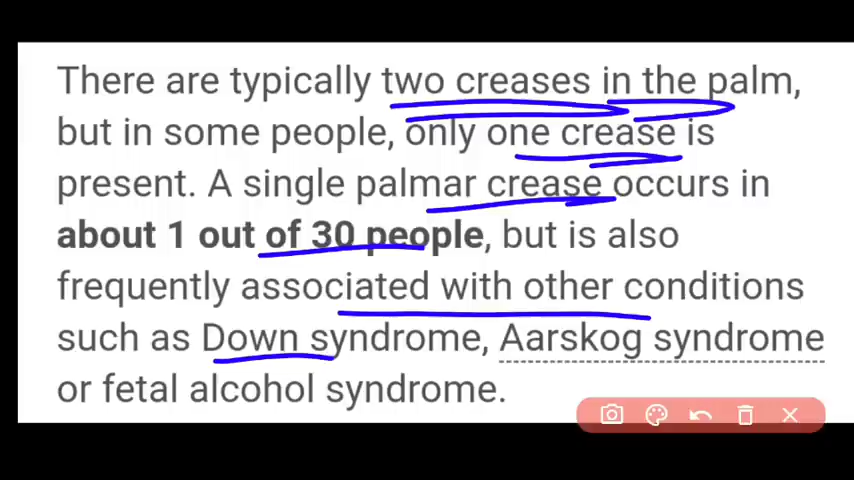 There are typically two creases in the palm,
but in some people, only one crease is
present. A single palmar crease occurs in
about 1 out of 30 people, but is also
frequently associated with other conditions
such as Down syndrome, Aarskog syndrome
or fetal alcohol syndrome.